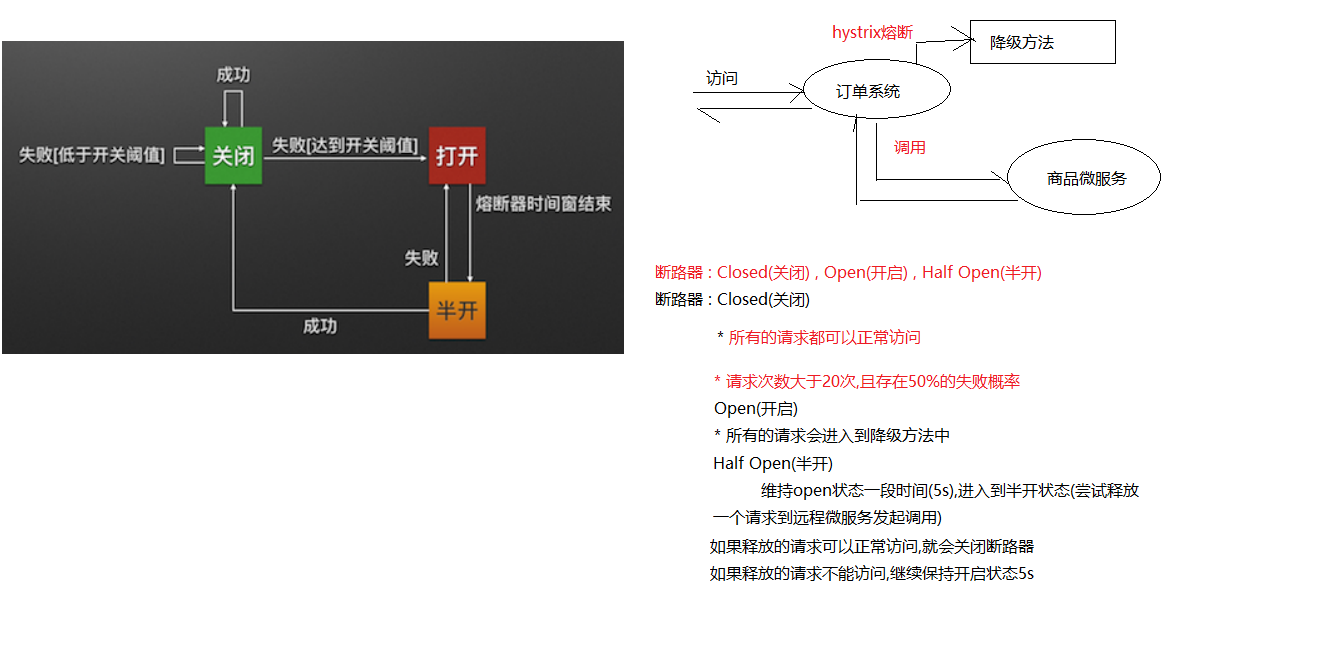 成功
失败[低于开关阈值]
关闭
失败[达到开关阈值]
打开
熔断器时间窗结束
失败
半开
成功
hystrix熔断
降级方法
访问
订单系统
调用
商品微服务
断路器 : Closed(关闭) , Open(开启) , Half Open(半开)
断路器 : Closed(关闭)
* 所有的请求都可以正常访问
* 请求次数大于20次,且存在50%的失败概率
Open(开启)
* 所有的请求会进入到降级方法中
Half Open(半开)
维持open状态一段时间(5s),进入到半开状态(尝试释放
一个请求到远程微服务发起调用)
如果释放的请求可以正常访问,就会关闭断路器
如果释放的请求不能访问,继续保持开启状态5s